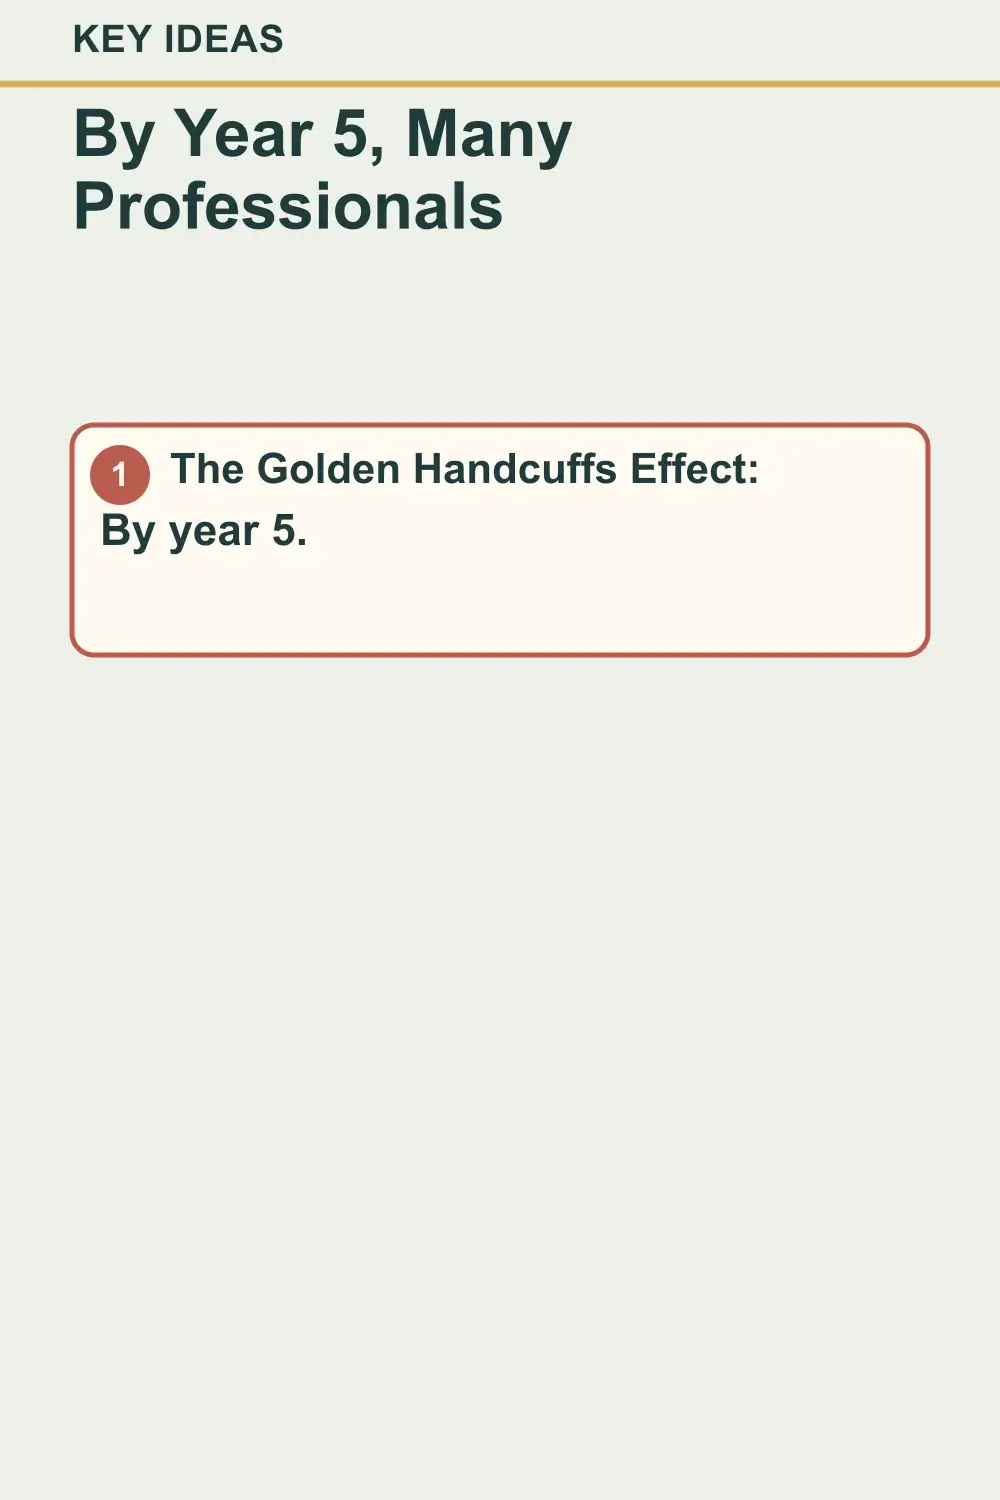 KEY IDEAS
By Year 5, Many
Professionals
1 The Golden Handcuffs Effect:
By year 5.